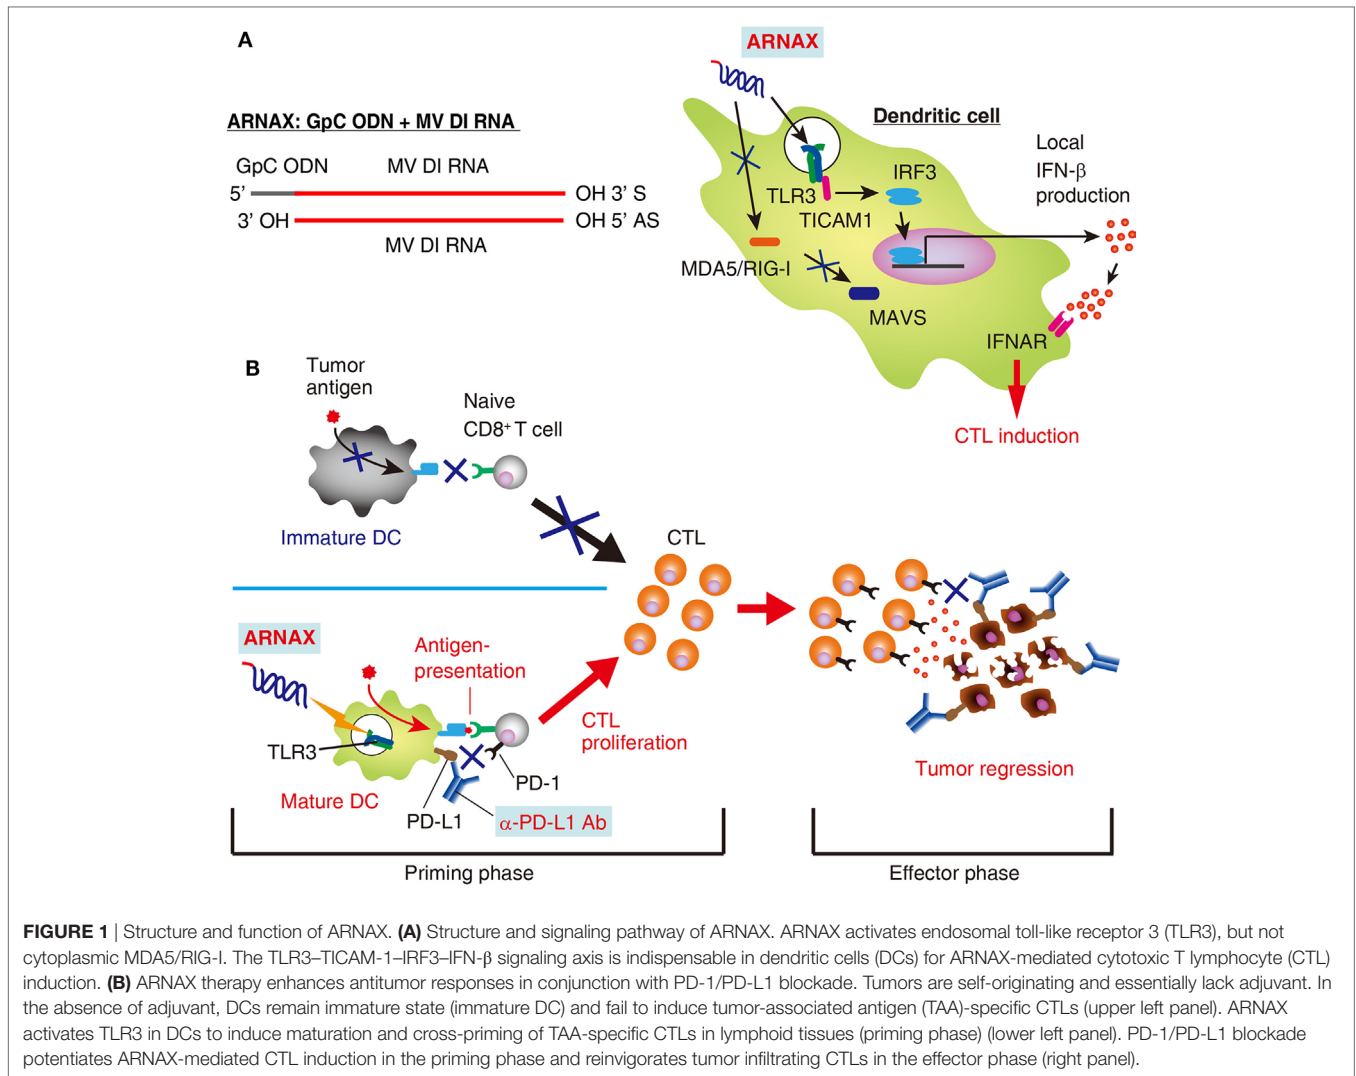 A
ARNAX
ARNAX: GpC ODN + MV DI RNA
GpC ODN
MV DI RNA
5’
OH 3’ S
3’ OH
OH 5’ AS
MV DI RNA
Dendritic cell
Local
IFN-β
production
IRF3
TLR3
TICAM1
MDA5/RIG-I
MAVS
IFNAR
CTL induction
B
Tumor
antigen
Naive
CD8⁺ T cell
Immature DC
CTL
ARNAX
Antigen-
presentation
TLR3
CTL
proliferation
Mature DC
PD-1
PD-L1
α-PD-L1 Ab
Tumor regression
Priming phase
Effector phase
FIGURE 1 | Structure and function of ARNAX. (A) Structure and signaling pathway of ARNAX. ARNAX activates endosomal toll-like receptor 3 (TLR3), but not
cytoplasmic MDA5/RIG-I. The TLR3–TICAM-1–IRF3–IFN-β signaling axis is indispensable in dendritic cells (DCs) for ARNAX-mediated cytotoxic T lymphocyte (CTL)
induction. (B) ARNAX therapy enhances antitumor responses in conjunction with PD-1/PD-L1 blockade. Tumors are self-originating and essentially lack adjuvant. In
the absence of adjuvant, DCs remain immature state (immature DC) and fail to induce tumor-associated antigen (TAA)-specific CTLs (upper left panel). ARNAX
activates TLR3 in DCs to induce maturation and cross-priming of TAA-specific CTLs in lymphoid tissues (priming phase) (lower left panel). PD-1/PD-L1 blockade
potentiates ARNAX-mediated CTL induction in the priming phase and reinvigorates tumor infiltrating CTLs in the effector phase (right panel).